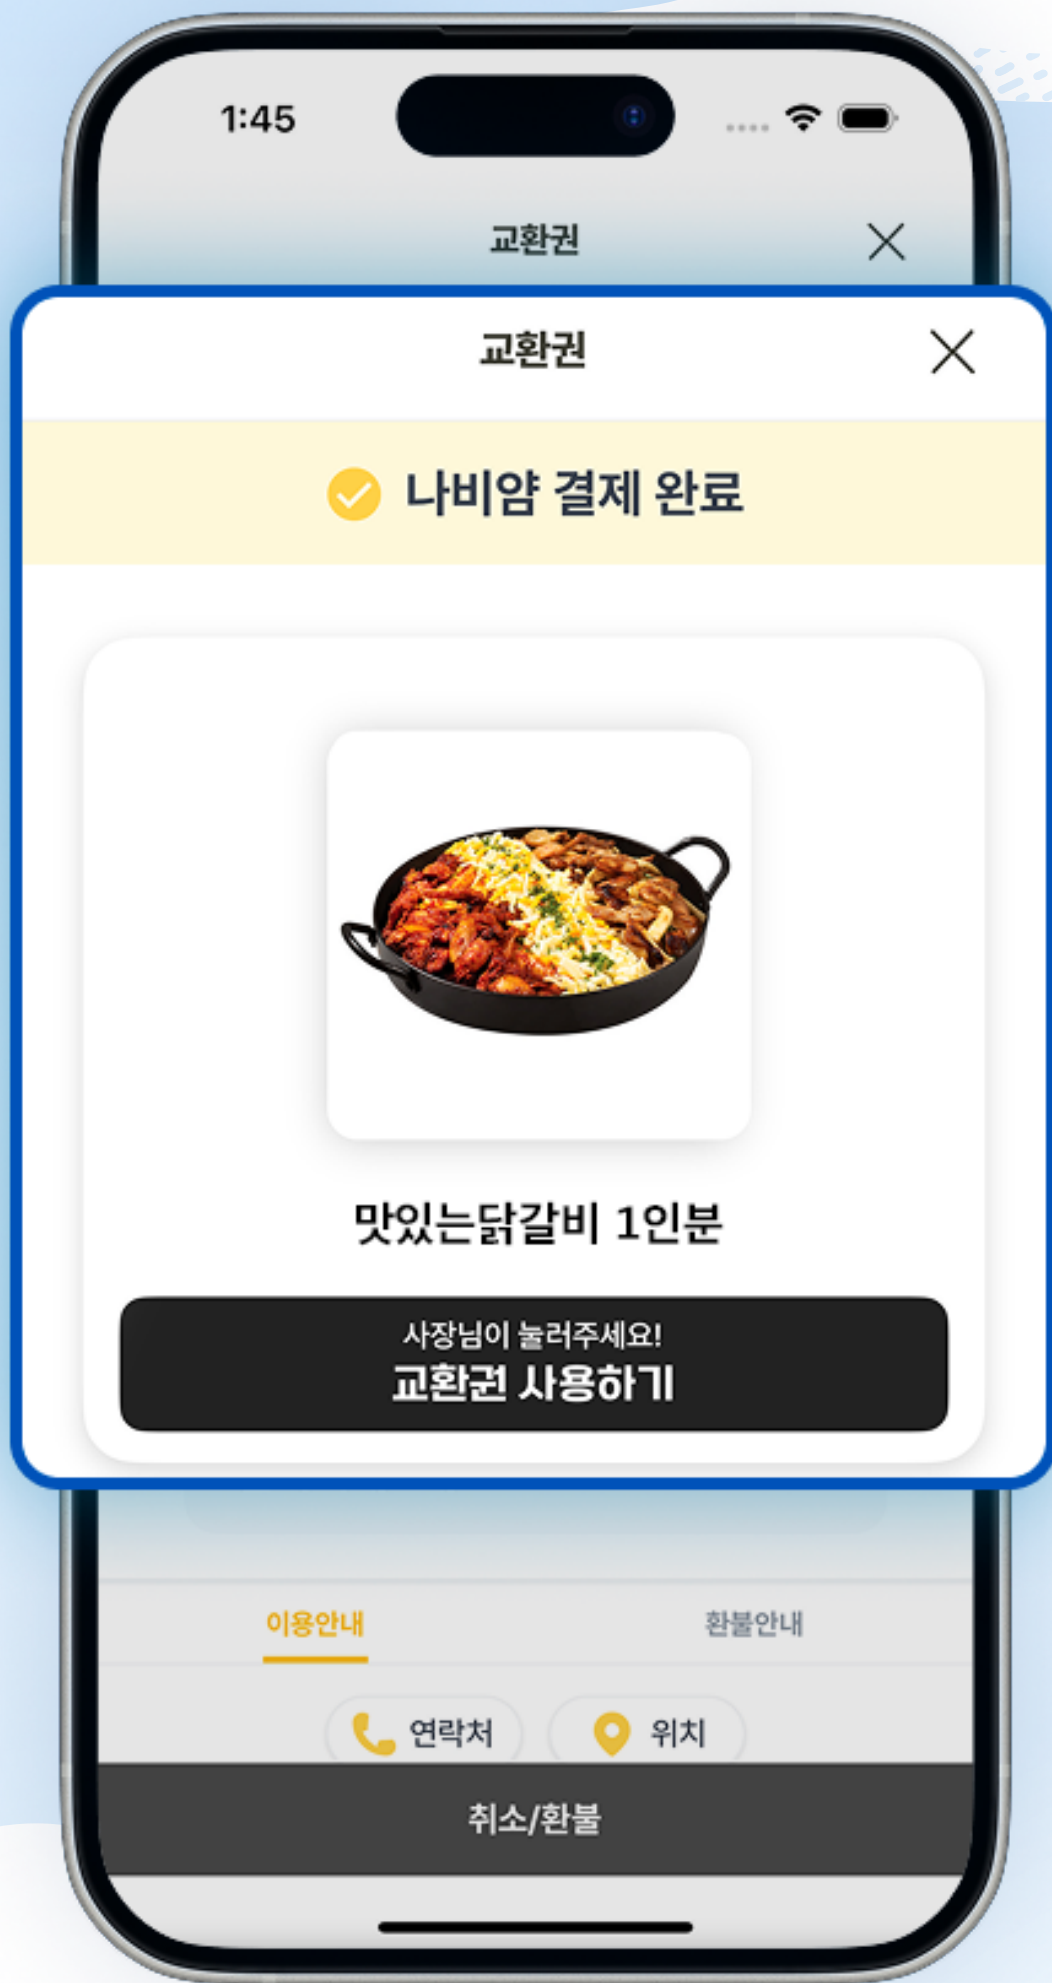 1:45
교환권
교환권
나비얌 결제 완료
맛있는닭갈비 1인분
사장님이 눌러주세요!
교환권 사용하기
이용안내
환불안내
연락처
위치
취소/환불